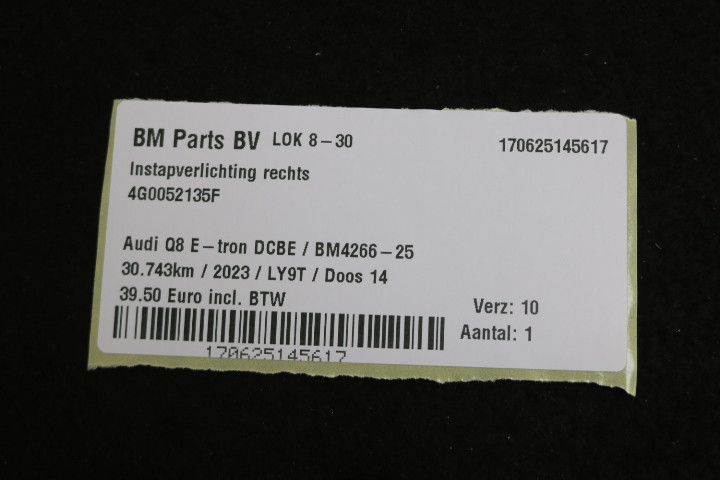 BM Parts BV LOK 8-30 170625145617
Instapverlichting rechts
4G0052135F
Audi Q8 E-tron DCBE / BM4266-25
30.743km / 2023 / LY9T / Doos 14
39.50 Euro incl. BTW
Verz: 10
Aantal: 1
170625145617